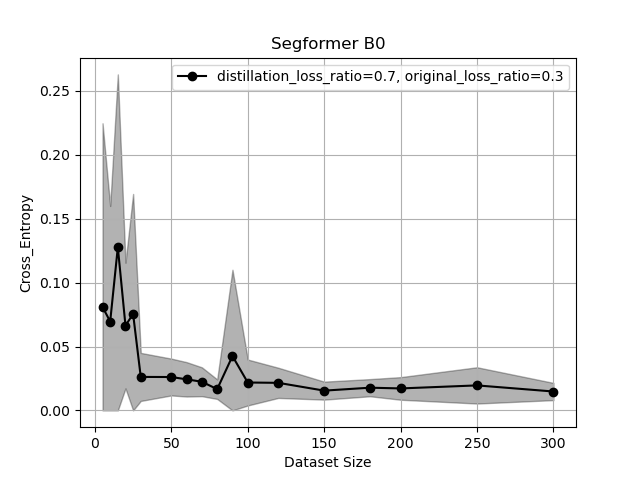 Segformer B0
distillation_loss_ratio=0.7, original_loss_ratio=0.3
0.25
0.20
0.15
0.10
0.05
0.00
Cross_Entropy
0 50 100 150 200 250 300
Dataset Size